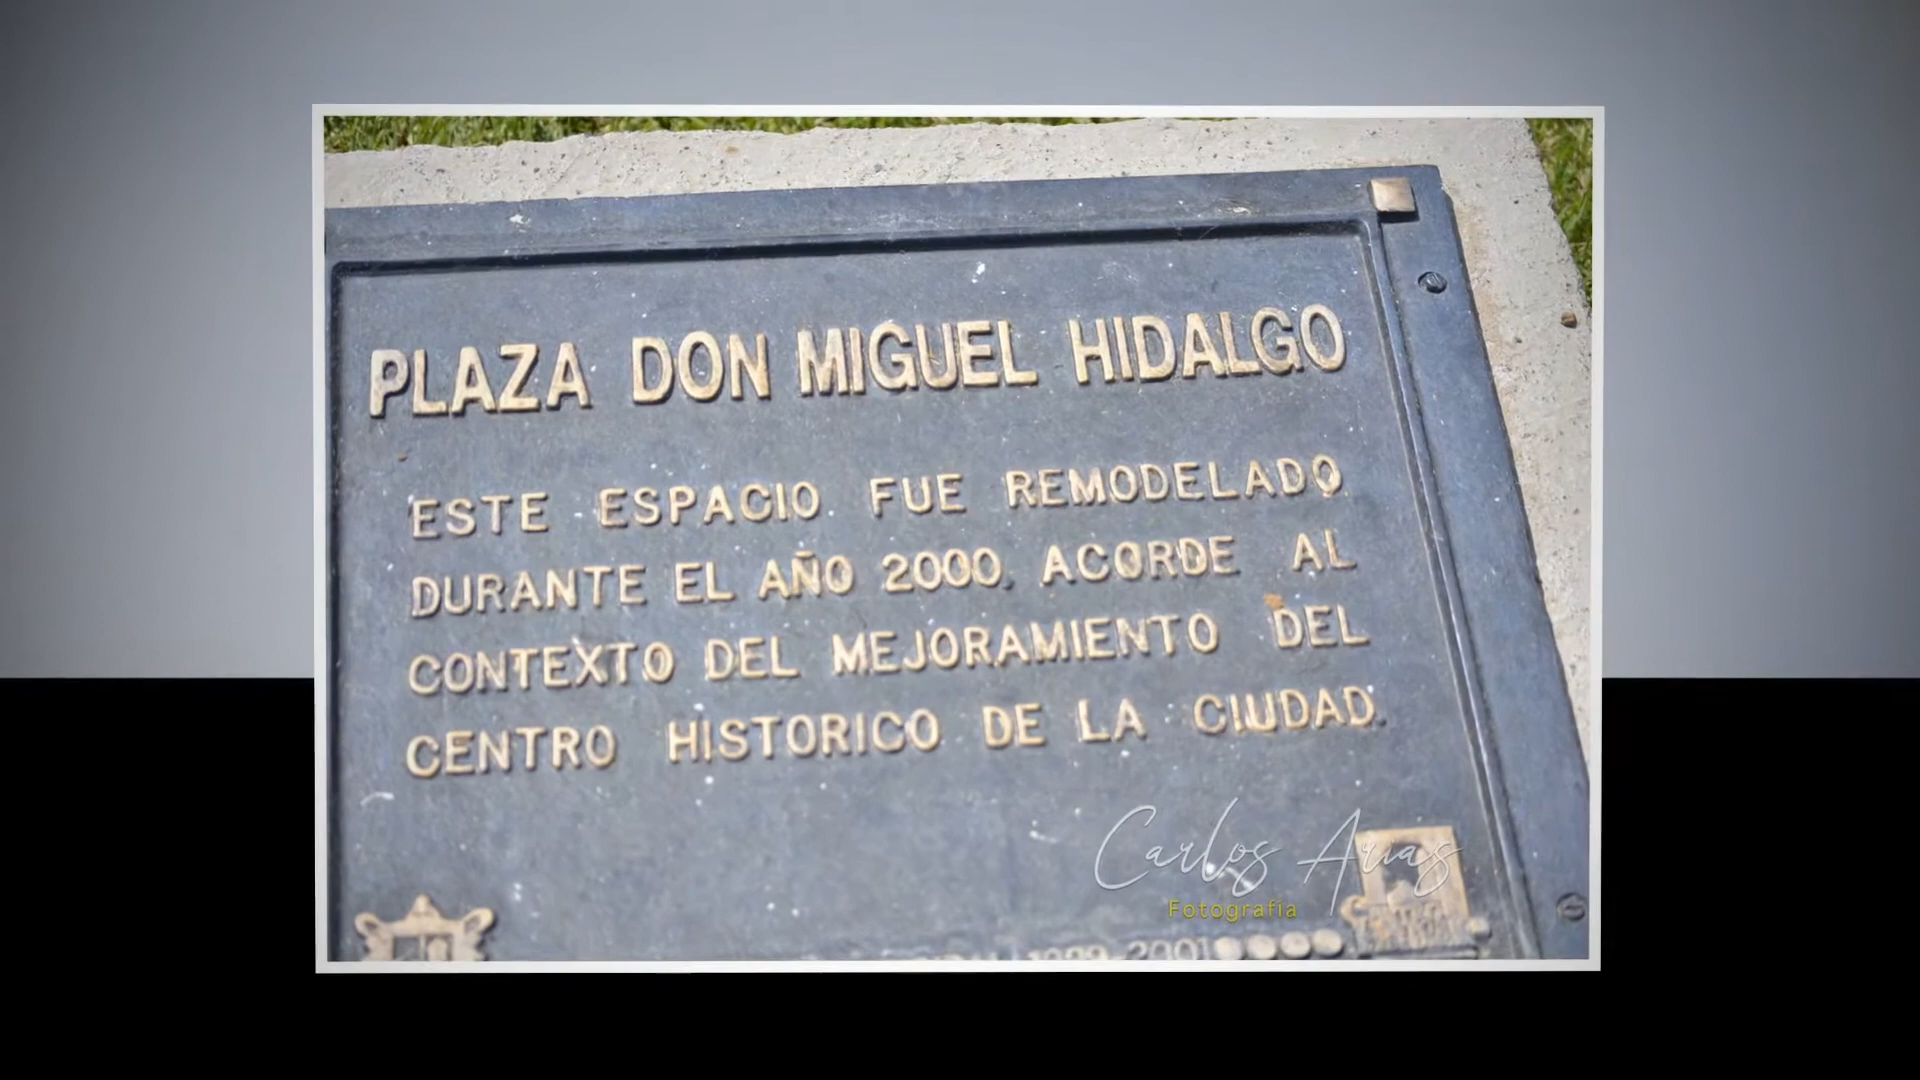 PLAZA DON MIGUEL HIDALGO
ESTE ESPACIO FUE REMODELADO
DURANTE EL AÑO 2000, ACORDE AL
CONTEXTO DEL MEJORAMIENTO DEL
CENTRO HISTORICO DE LA CIUDAD.
Carlos Arias
Fotografía
2001